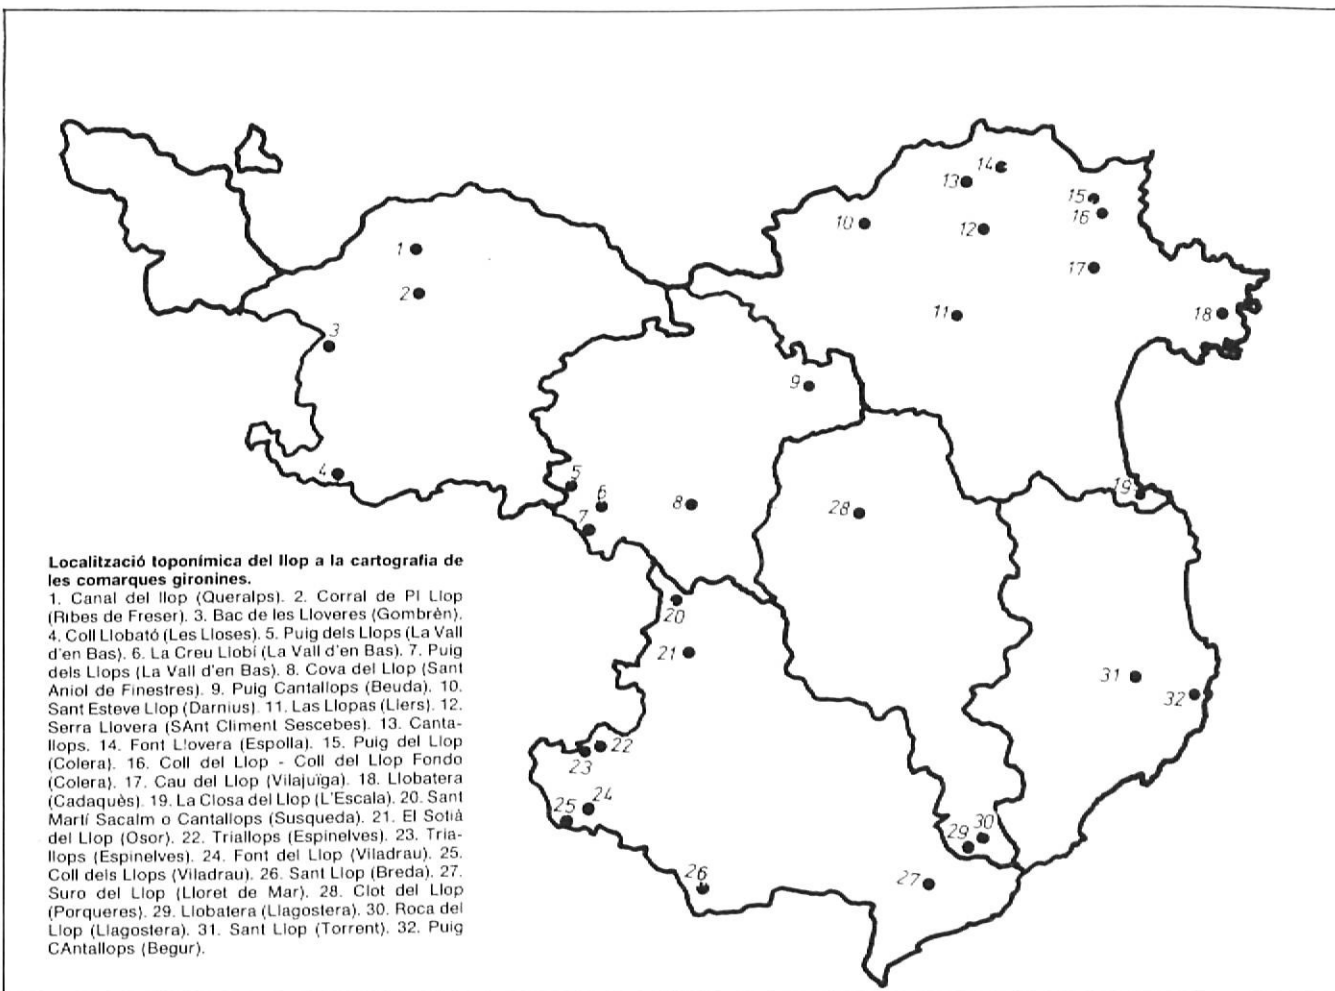 14
13
15
16
10
12
1
17
2
11
18
3
9
4
5
6
7
8
28
19
Localització toponímica del llop a la cartografia de
les comarques gironines.
1. Canal del llop (Queralps). 2. Corral de Pl Llop
(Ribes de Freser). 3. Bac de les Lloveres (Gombrèn).
4. Coll Llobató (Les Lloses). 5. Puig dels Llops (La Vall
d'en Bas). 6. La Creu Llobí (La Vall d'en Bas). 7. Puig
dels Llops (La Vall d'en Bas). 8. Cova del Llop (Sant
Aniol de Finestres). 9. Puig Cantallops (Beuda). 10.
Sant Esteve Llop (Darnius). 11. Las Llopas (Llers). 12.
Serra Llovera (SAnt Climent Sescebes). 13. Canta-
llops. 14. Font Llovera (Espolla). 15. Puig del Llop
(Colera). 16. Coll del Llop - Coll del Llop Fondo
(Colera). 17. Cau del Llop (Vilajuïga). 18. Llobatera
(Cadaquès). 19. La Closa del Llop (L'Escala). 20. Sant
Martí Sacalm o Cantallops (Susqueda). 21. El Sotià
del Llop (Osor). 22. Triallops (Espinelves). 23. Tria-
llops (Espinelves). 24. Font del Llop (Viladrau). 25.
Coll dels Llops (Viladrau). 26. Sant Llop (Breda). 27.
Suro del Llop (Lloret de Mar). 28. Clot del Llop
(Porqueres). 29. Llobatera (Llagostera). 30. Roca del
Llop (Llagostera). 31. Sant Llop (Torrent). 32. Puig
CAntallops (Begur).
20
21
31
32
22
23
24
25
30
29
26
27